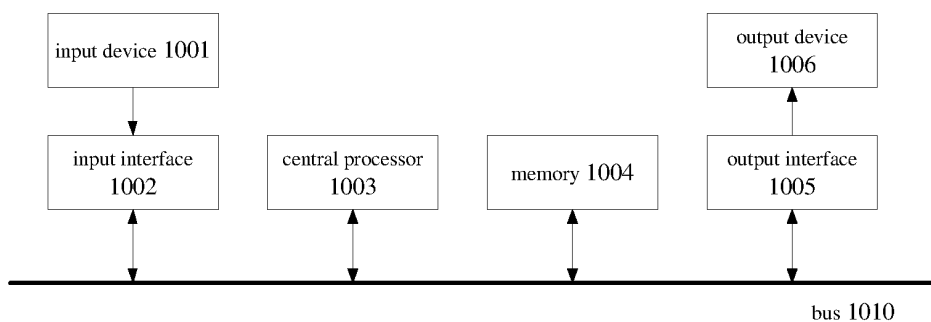 input device 1001
output device
1006
input interface
1002
central processor
1003
memory 1004
output interface
1005
bus 1010